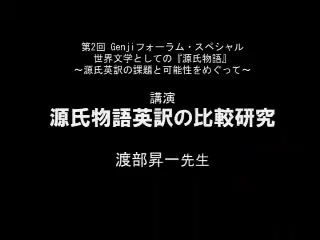 第2回 Genjiフォーラム・スペシャル
世界文学としての『源氏物語』
～源氏英訳の課題と可能性をめぐって～
講演
源氏物語英訳の比較研究
渡部昇一先生